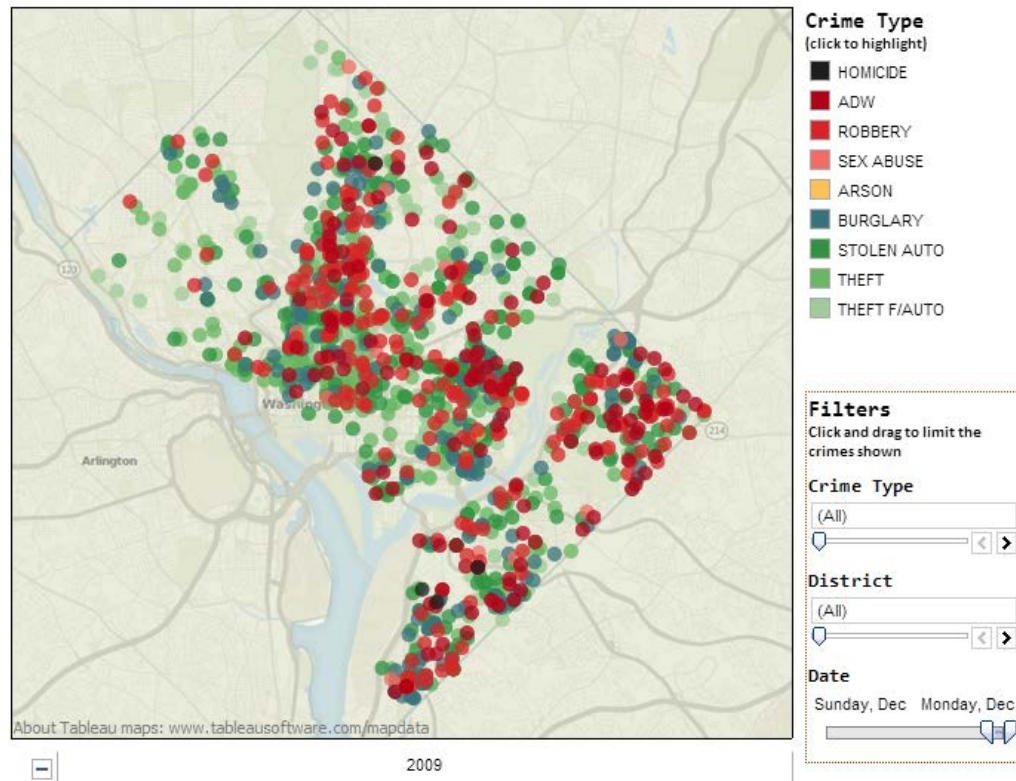 Crime Type
(click to highlight)
HOMICIDE
ADW
ROBBERY
SEX ABUSE
ARSON
BURGLARY
STOLEN AUTO
THEFT
THEFT F/AUTO
123
Washing
Arlington
214
About Tableau maps: www.tableausoftware.com/mapdata
2009
Filters
Click and drag to limit the
crimes shown
Crime Type
(All)
District
(All)
Date
Sunday, Dec Monday, Dec